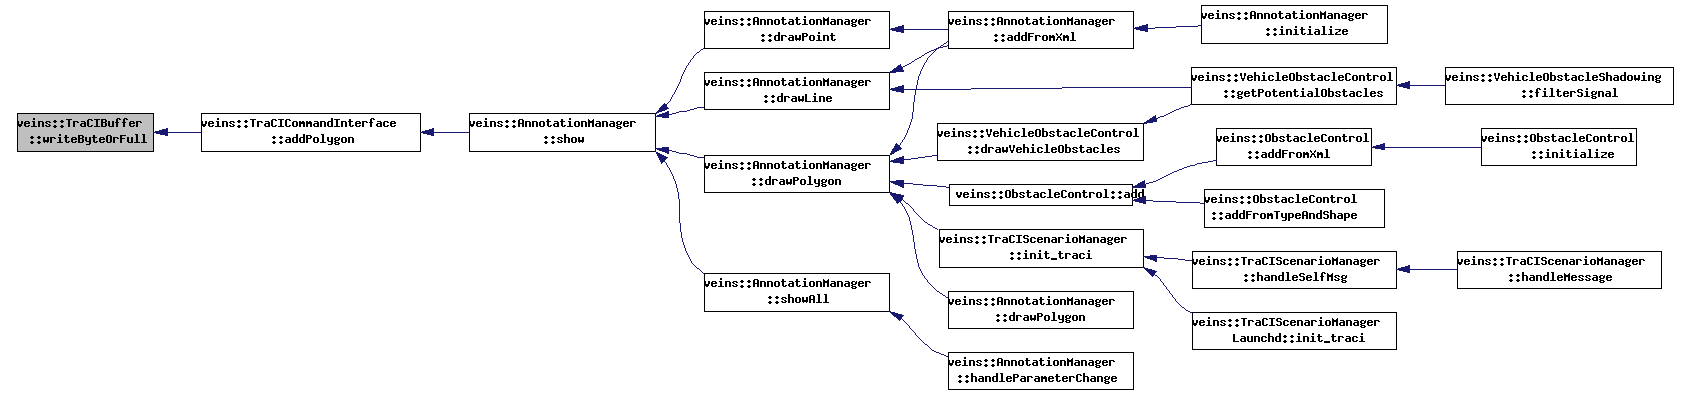 veins::TraCIBuffer
::writeByteOrFull
veins::TraCICommandInterface
::addPolygon
veins::AnnotationManager
::show
veins::AnnotationManager
::drawPoint
veins::AnnotationManager
::drawLine
veins::AnnotationManager
::drawPolygon
veins::AnnotationManager
::showAll
veins::AnnotationManager
::addFromXml
veins::VehicleObstacleControl
::drawVehicleObstacles
veins::ObstacleControl::add
veins::TraCIScenarioManager
::init_traci
veins::AnnotationManager
::drawPolygon
veins::AnnotationManager
::handleParameterChange
veins::AnnotationManager
::initialize
veins::VehicleObstacleControl
::getPotentialObstacles
veins::ObstacleControl
::addFromXml
veins::ObstacleControl
::addFromTypeAndShape
veins::TraCIScenarioManager
::handleSelfMsg
veins::TraCIScenarioManager
Launchd::init_traci
veins::VehicleObstacleShadowing
::filterSignal
veins::ObstacleControl
::initialize
veins::TraCIScenarioManager
::handleMessage